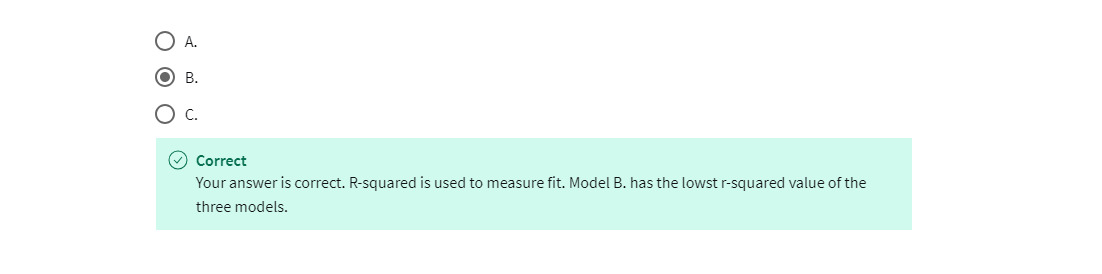 A.
B.
C.
Correct
Your answer is correct. R-squared is used to measure fit. Model B. has the lowst r-squared value of the
three models.